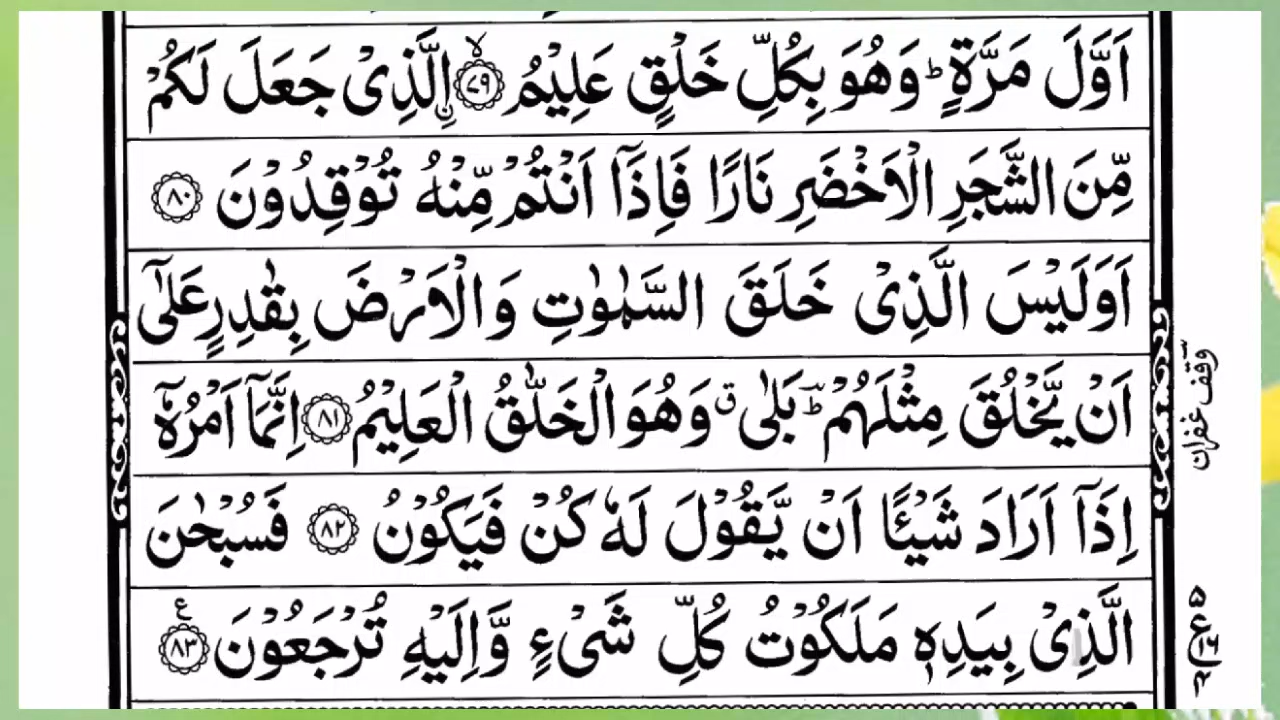 اَوَّلَ مَرَّةٍ ؕ وَهُوَ بِكُلِّ خَلْقٍ عَلِيْمُ ۙ﴿۷۹﴾ ۨالَّذِیْ جَعَلَ لَكُمْ
مِّنَ الشَّجَرِ الْاَخْضَرِ نَارًا فَاِذَاۤ اَنْتُمْ مِّنْهُ تُوْقِدُوْنَ ﴿۸۰﴾
اَوَلَيْسَ الَّذِیْ خَلَقَ السَّمٰوٰتِ وَالْاَرْضَ بِقٰدِرٍ عَلٰۤی
اَنْ يَّخْلُقَ مِثْلَهُمْ ؕ بَلٰی ۗ وَهُوَ الْخَلّٰقُ الْعَلِيْمُ ﴿۸۱﴾ اِنَّمَاۤ اَمْرُهٗۤ
اِذَاۤ اَرَادَ شَيْـًٔا اَنْ يَّقُوْلَ لَهٗ كُنْ فَيَكُوْنُ ﴿۸۲﴾ فَسُبْحٰنَ
الَّذِیْ بِيَدِهٖ مَلَكُوْتُ كُلِّ شَیْءٍ وَّاِلَيْهِ تُرْجَعُوْنَ ﴿۸۳﴾ ع
وقف غفران